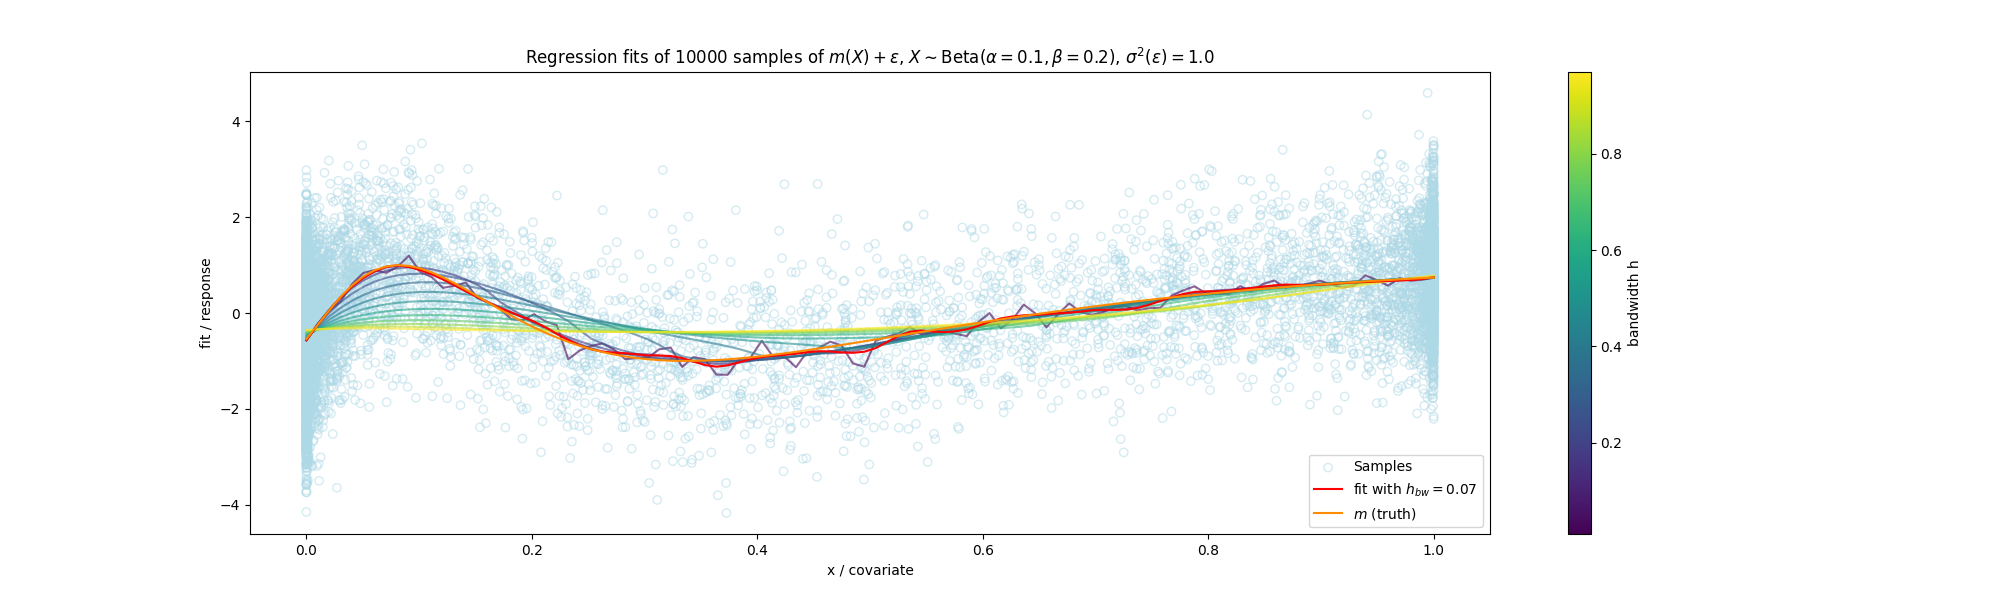 Regression fits of 10000 samples of m(X) + ε, X ∼ Beta(α = 0.1, β = 0.2), σ²(ε) = 1.0
fit / response
4
2
0
−2
−4
0.0 0.2 0.4 0.6 0.8 1.0
x / covariate
Samples
fit with h_bw = 0.07
m (truth)
0.8
0.6
0.4
0.2
bandwidth h